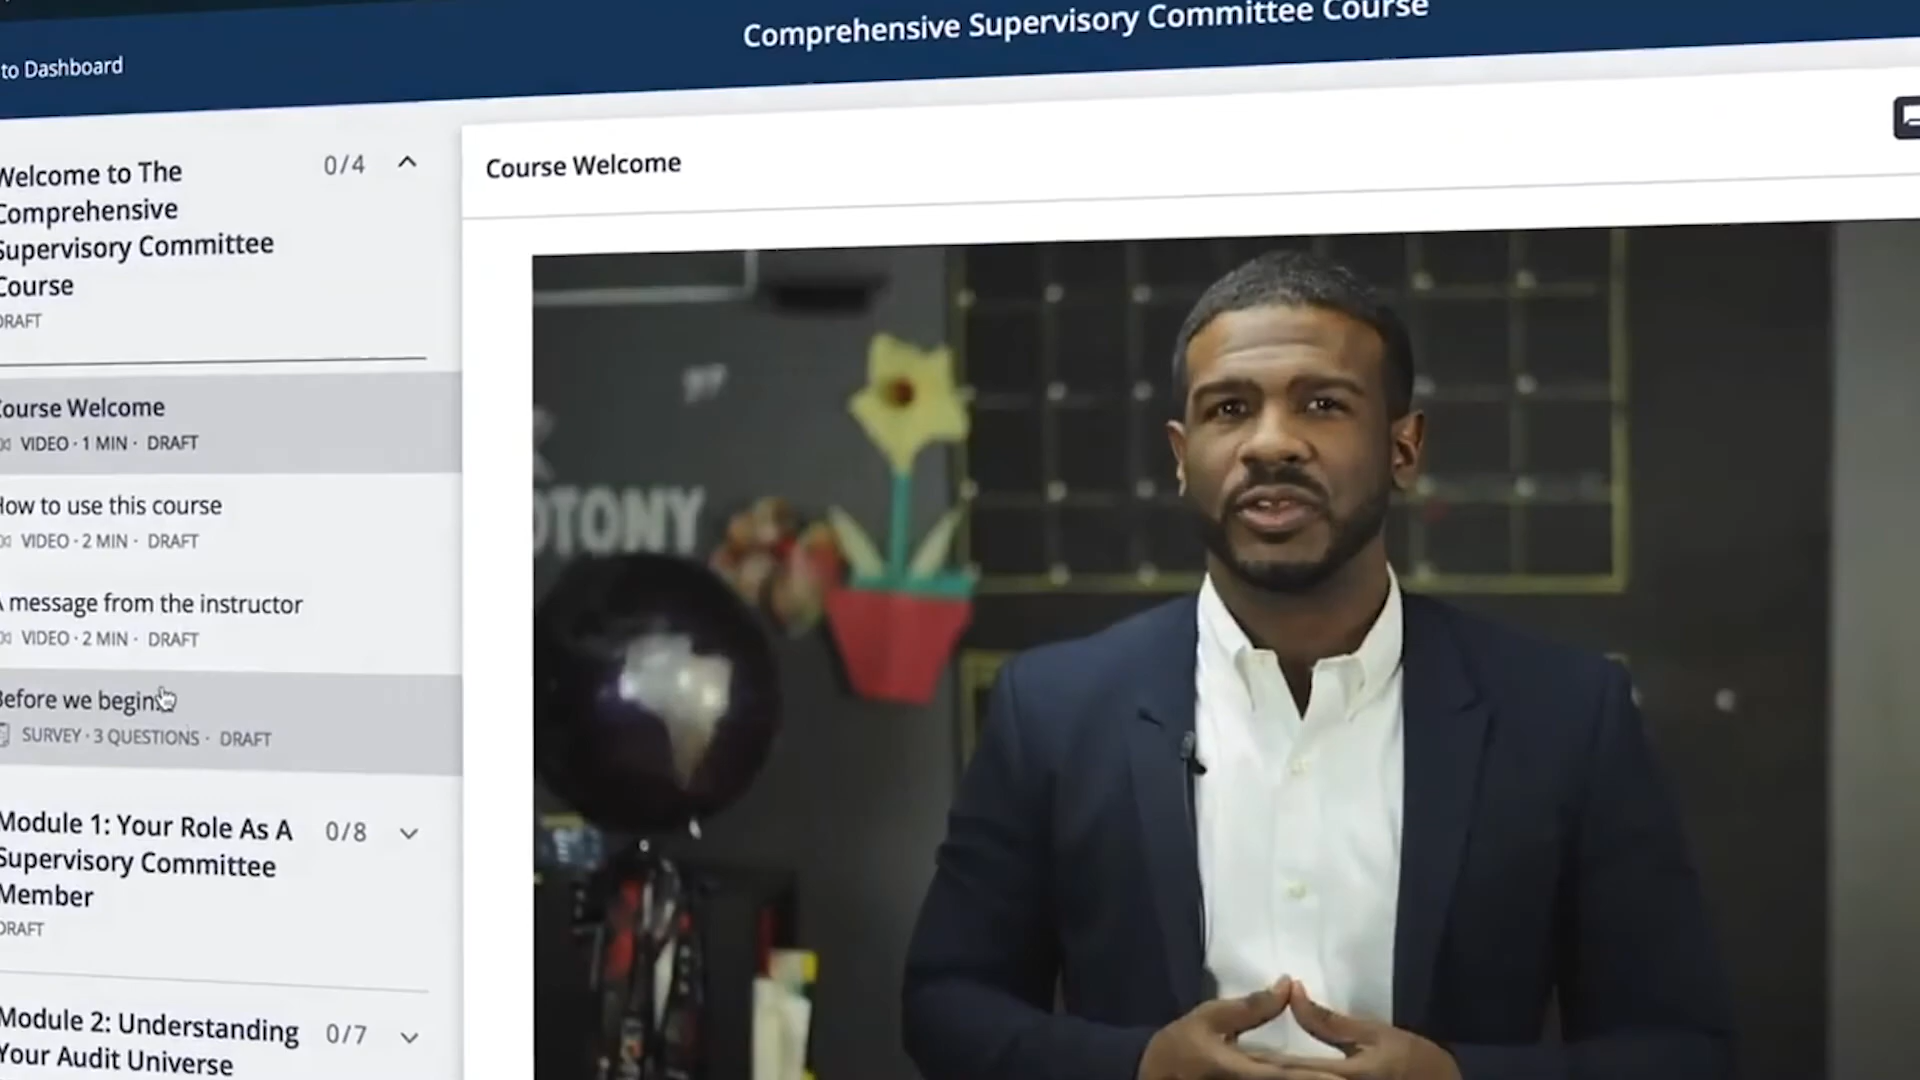 Comprehensive Supervisory Committee Course
to Dashboard
Welcome to The
Comprehensive
Supervisory Committee
Course
DRAFT
0/4
Course Welcome
VIDEO · 1 MIN · DRAFT
How to use this course
VIDEO · 2 MIN · DRAFT
A message from the instructor
VIDEO · 2 MIN · DRAFT
Before we begin
SURVEY · 3 QUESTIONS · DRAFT
Module 1: Your Role As A
Supervisory Committee
Member
DRAFT
0/8
Module 2: Understanding
Your Audit Universe
0/7
Course Welcome
OTONY